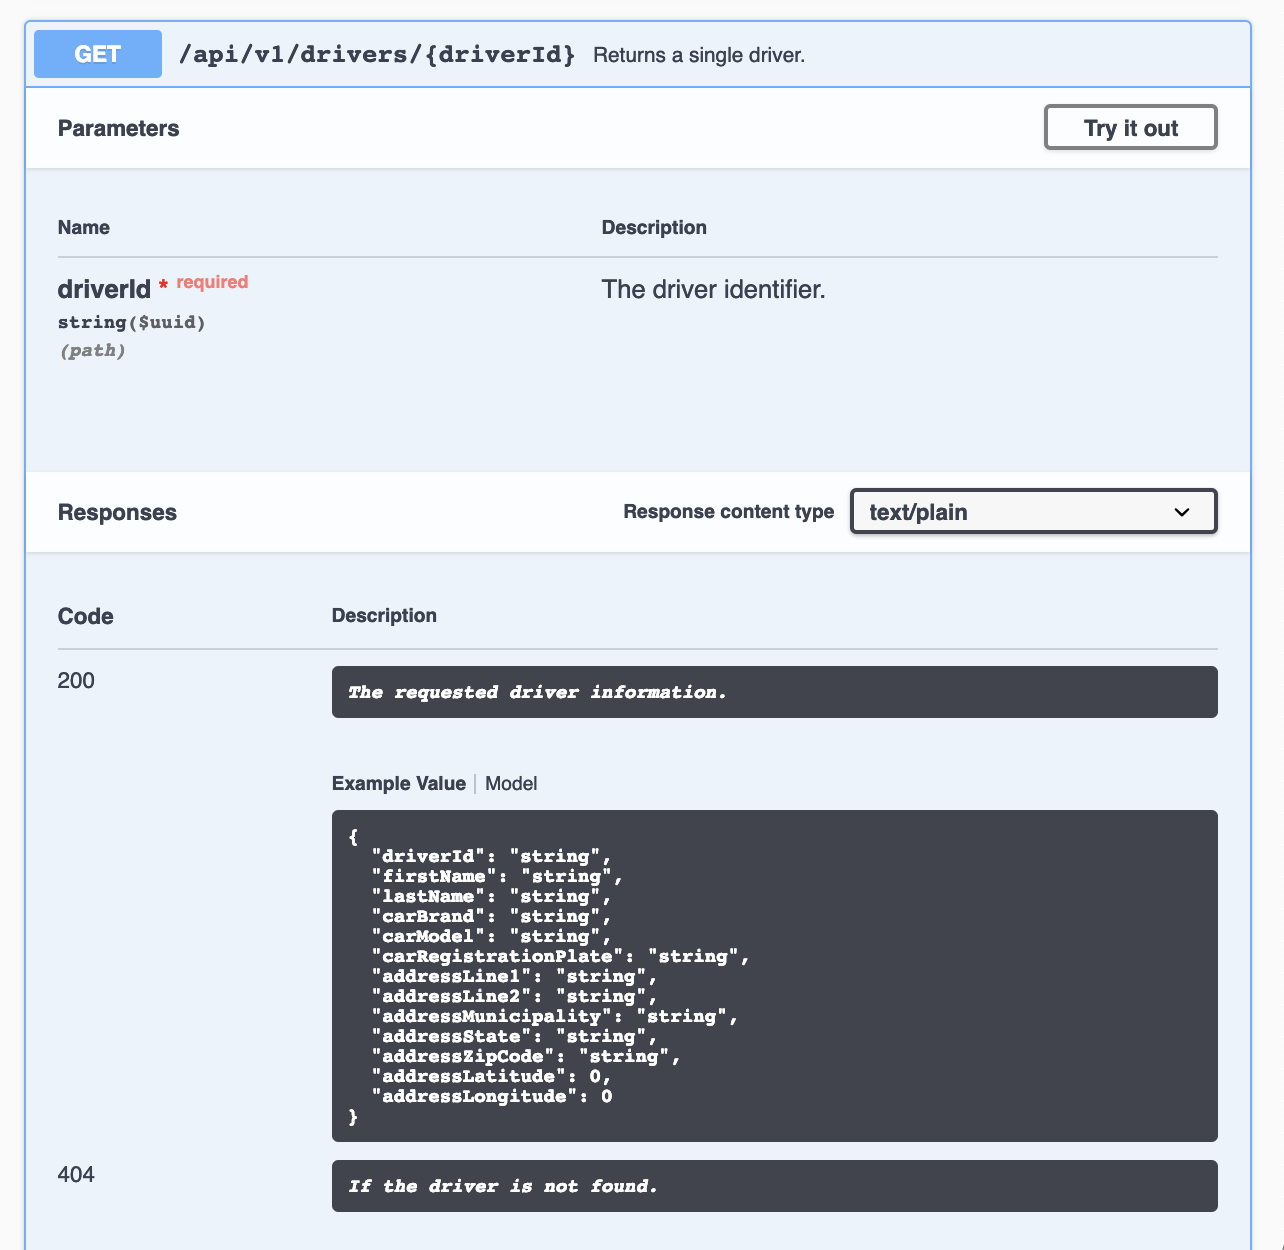 GET /api/v1/drivers/{driverId} Returns a single driver.
Parameters Try it out
Name Description
driverId * required The driver identifier.
string($uuid)
(path)
Responses Response content type text/plain
Code Description
200 The requested driver information.
Example Value Model
{
  "driverId": "string",
  "firstName": "string",
  "lastName": "string",
  "carBrand": "string",
  "carModel": "string",
  "carRegistrationPlate": "string",
  "addressLine1": "string",
  "addressLine2": "string",
  "addressMunicipality": "string",
  "addressState": "string",
  "addressZipCode": "string",
  "addressLatitude": 0,
  "addressLongitude": 0
}
404 If the driver is not found.